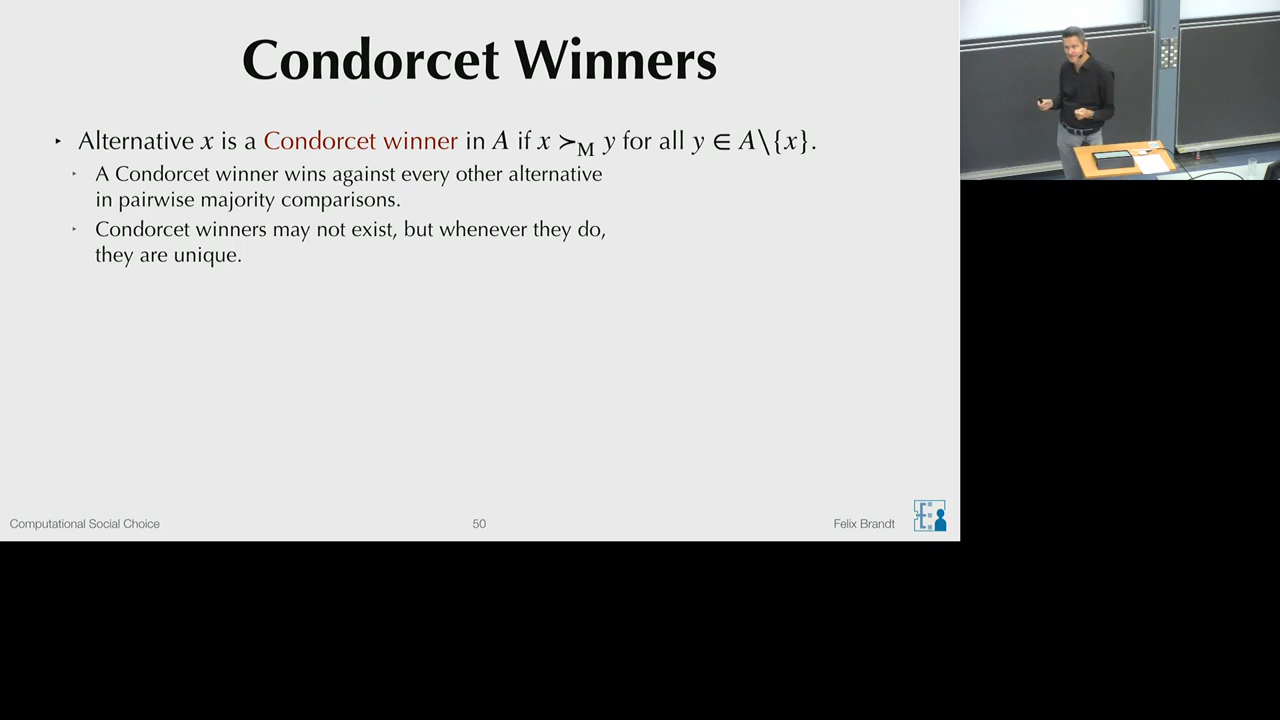 Condorcet Winners
‣ Alternative x is a Condorcet winner in A if x ≻M y for all y ∈ A\{x}.
‣ A Condorcet winner wins against every other alternative
in pairwise majority comparisons.
‣ Condorcet winners may not exist, but whenever they do,
they are unique.
Computational Social Choice
50
Felix Brandt